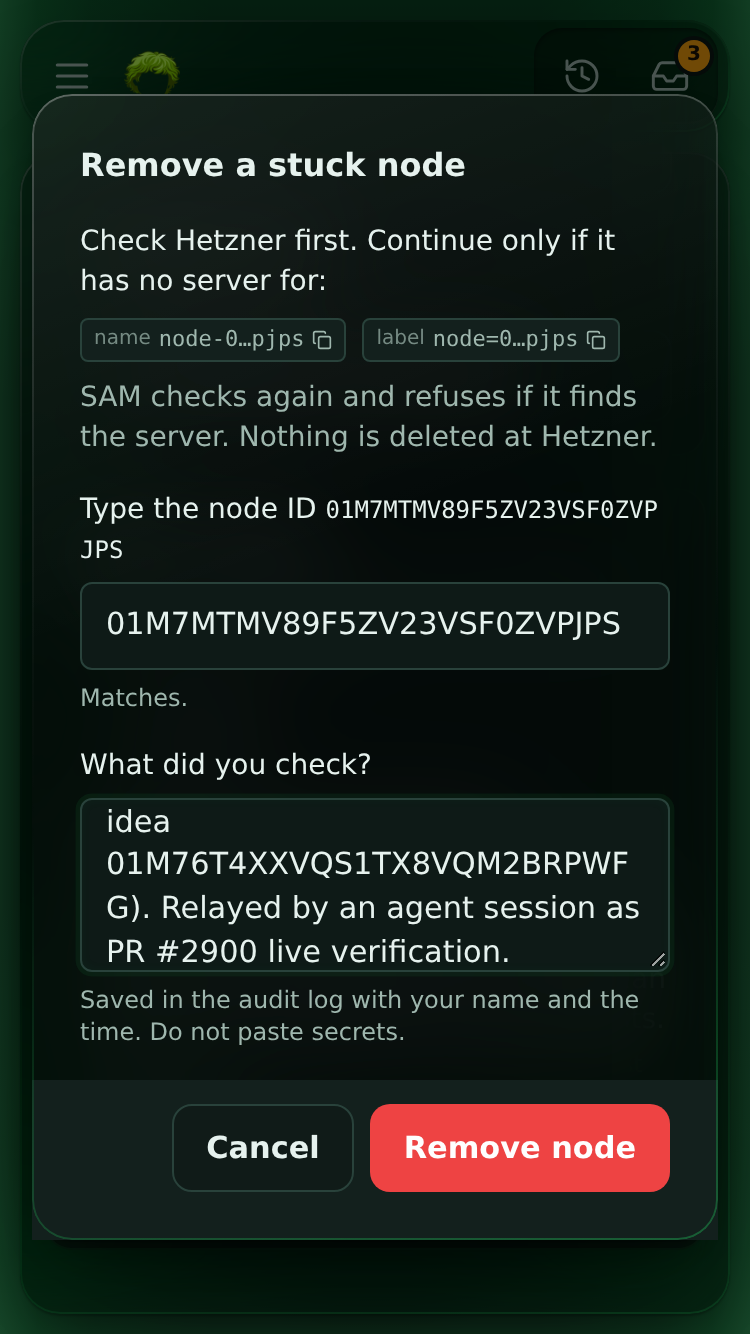 3
Remove a stuck node
Check Hetzner first. Continue only if it
has no server for:
name node-0…pjps label node=0…pjps
SAM checks again and refuses if it finds
the server. Nothing is deleted at Hetzner.
Type the node ID 01M7MTMV89F5ZV23VSF0ZVP
JPS
01M7MTMV89F5ZV23VSF0ZVPJPS
Matches.
What did you check?
idea
01M76T4XXVQS1TX8VQM2BRPWF
G). Relayed by an agent session as
PR #2900 live verification.
Saved in the audit log with your name and the
time. Do not paste secrets.
Cancel Remove node